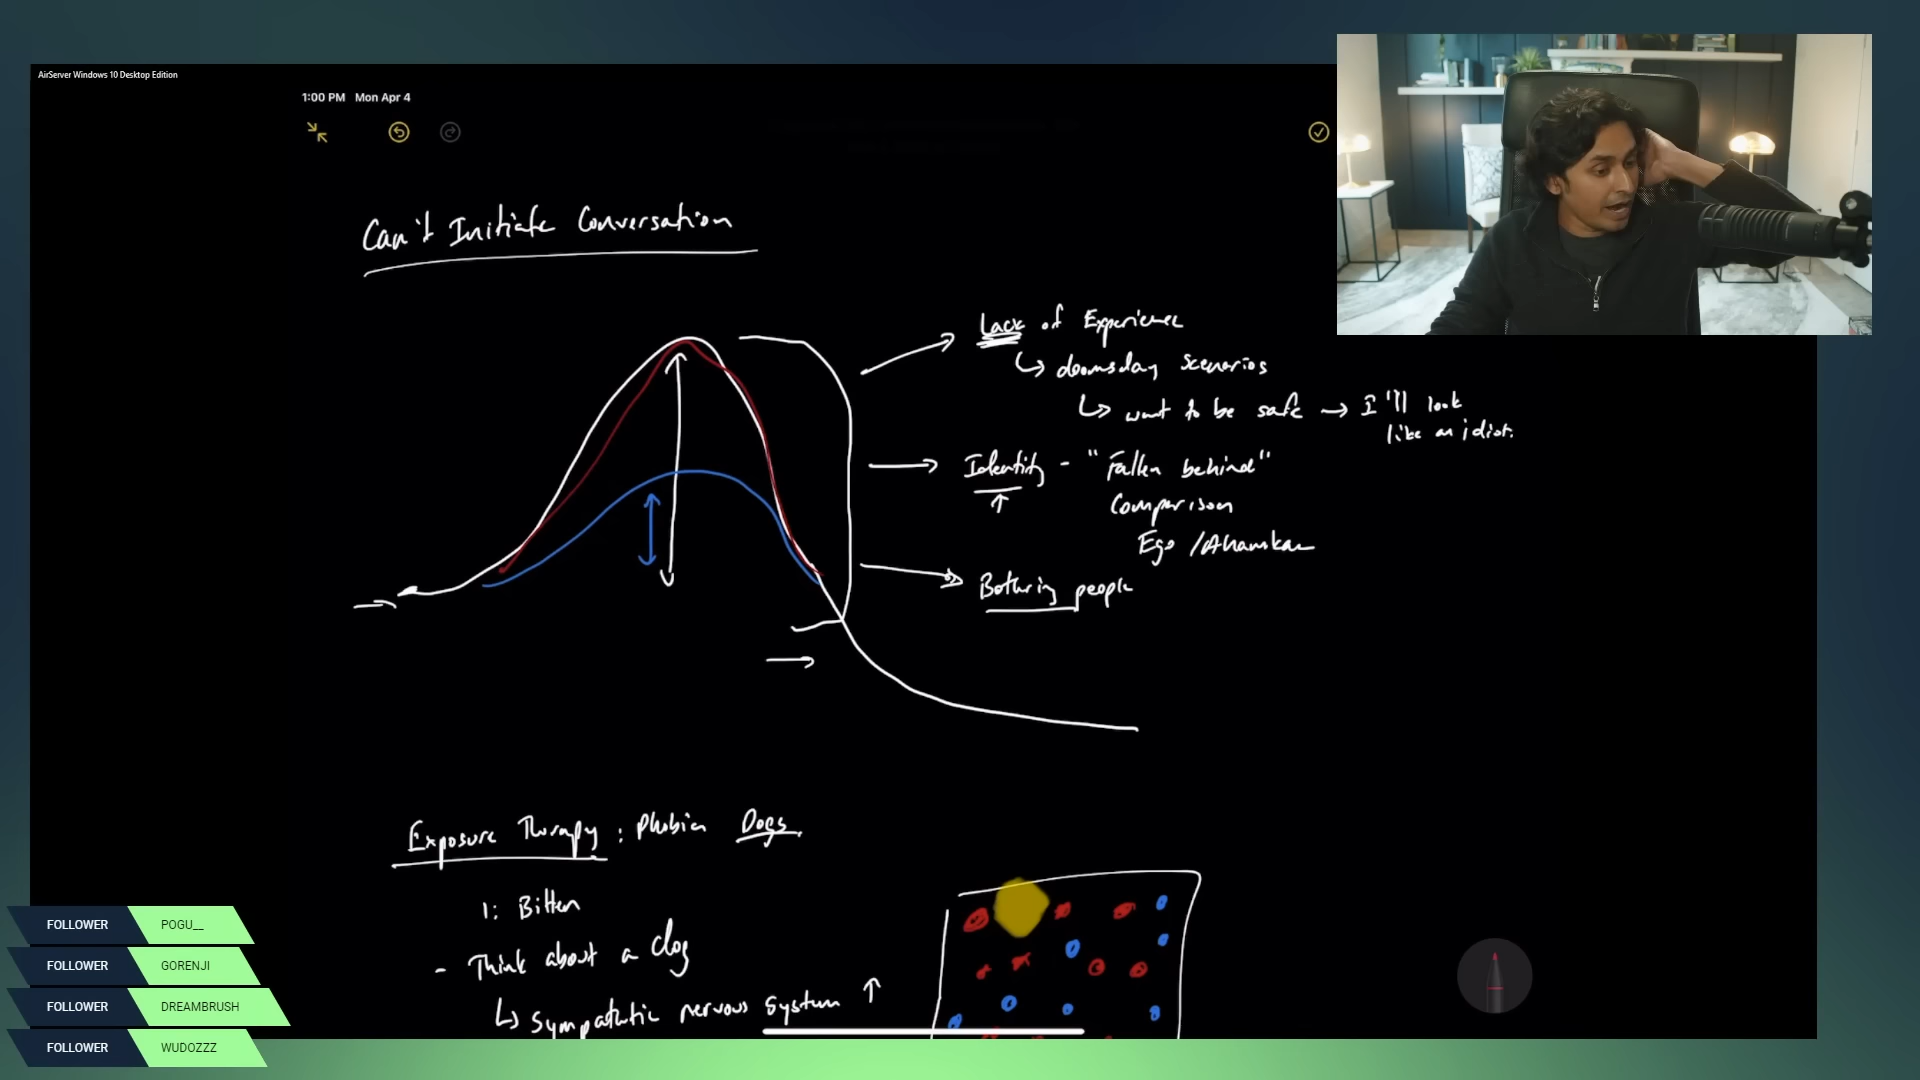 AirServer Windows 10 Desktop Edition
1:00 PM Mon Apr 4
Can't Initiate Conversation
Lack of Experience
↳ doomsday scenarios
↳ want to be safe → I'll look
like an idiot.
Identity - "Fallen behind"
Comparison
Ego / Ahamkar
Bothering people
Exposure Therapy : Phobia Dogs
1: Bitten
- Think about a dog
↳ sympathetic nervous system ↑
FOLLOWER POGU__
FOLLOWER GORENJI
FOLLOWER DREAMBRUSH
FOLLOWER WUDOZZZ